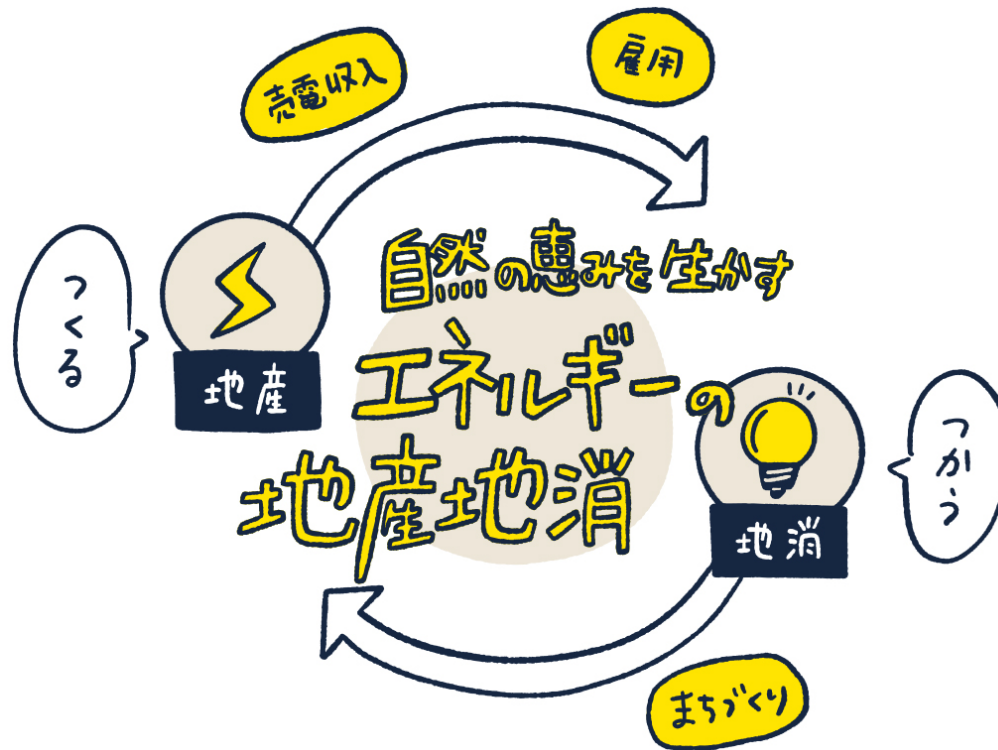 売電収入
雇用
自然の恵みを生かす
エネルギーの
地産地消
つくる
地産
つかう
地消
まちづくり